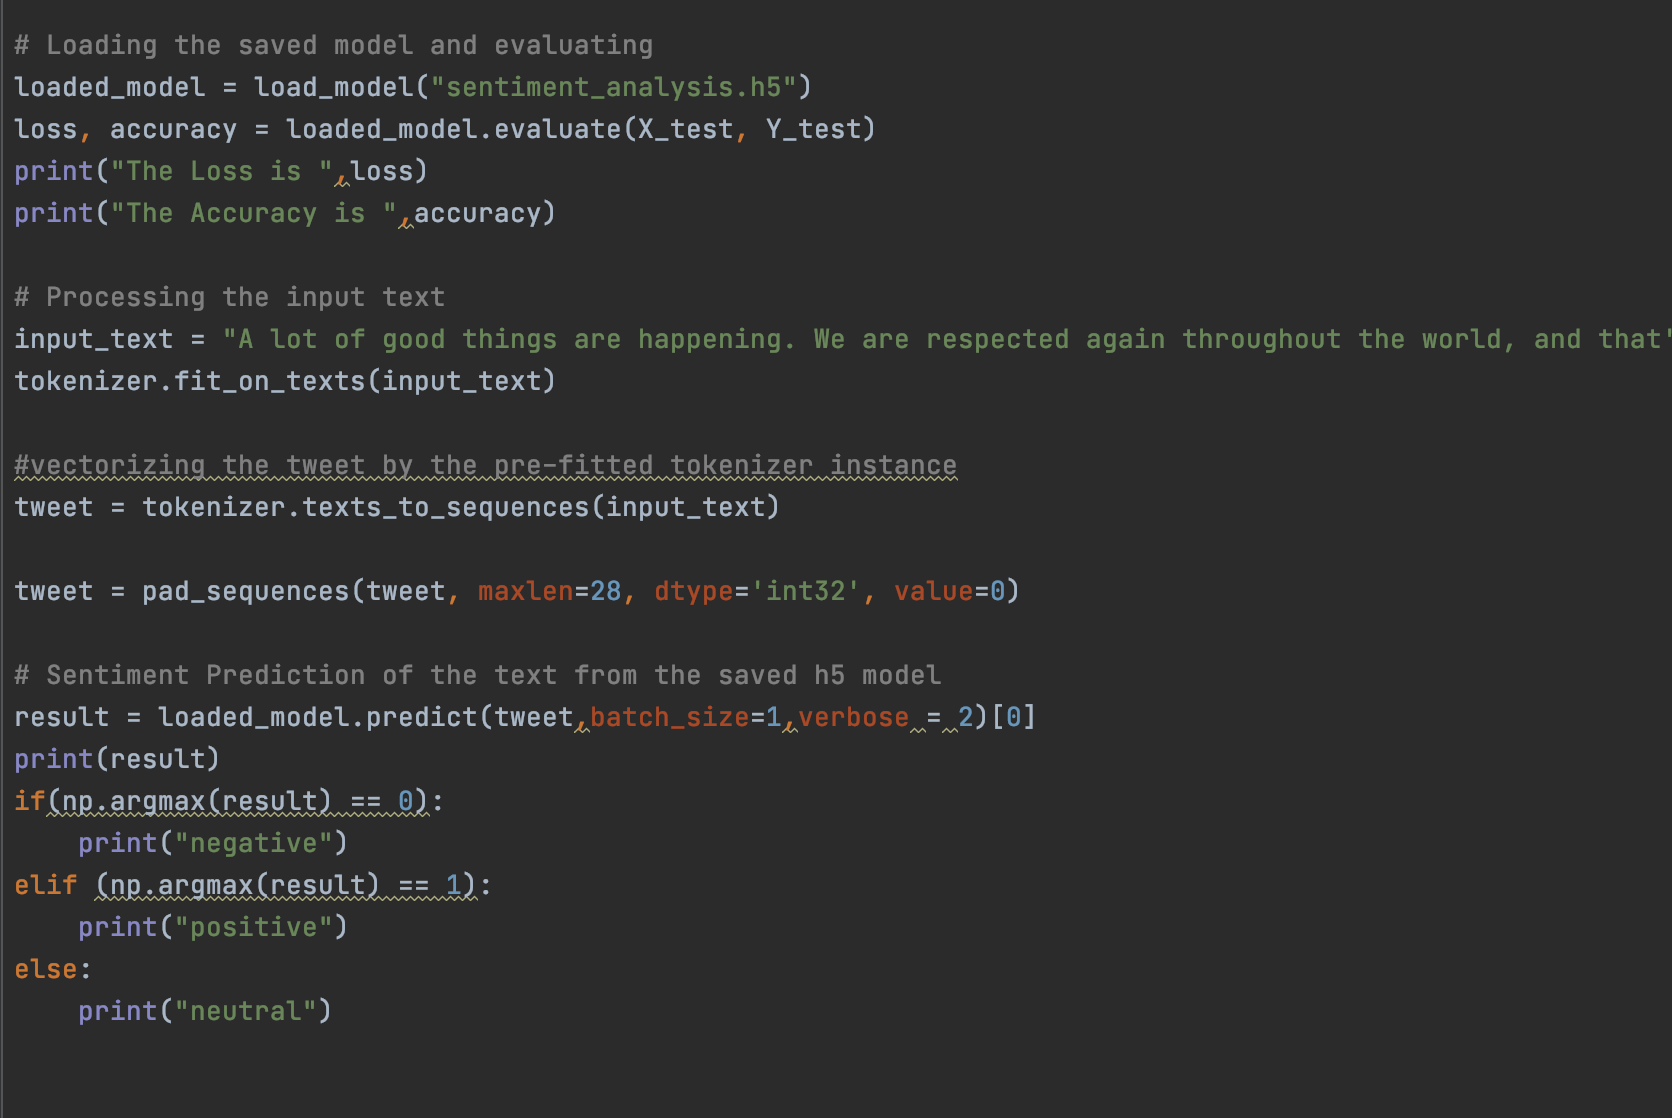 # Loading the saved model and evaluating
loaded_model = load_model("sentiment_analysis.h5")
loss, accuracy = loaded_model.evaluate(X_test, Y_test)
print("The Loss is ",loss)
print("The Accuracy is ",accuracy)
# Processing the input text
input_text = "A lot of good things are happening. We are respected again throughout the world, and that'
tokenizer.fit_on_texts(input_text)
#vectorizing the tweet by the pre-fitted tokenizer instance
tweet = tokenizer.texts_to_sequences(input_text)
tweet = pad_sequences(tweet, maxlen=28, dtype='int32', value=0)
# Sentiment Prediction of the text from the saved h5 model
result = loaded_model.predict(tweet,batch_size=1,verbose = 2)[0]
print(result)
if(np.argmax(result) == 0):
    print("negative")
elif (np.argmax(result) == 1):
    print("positive")
else:
    print("neutral")